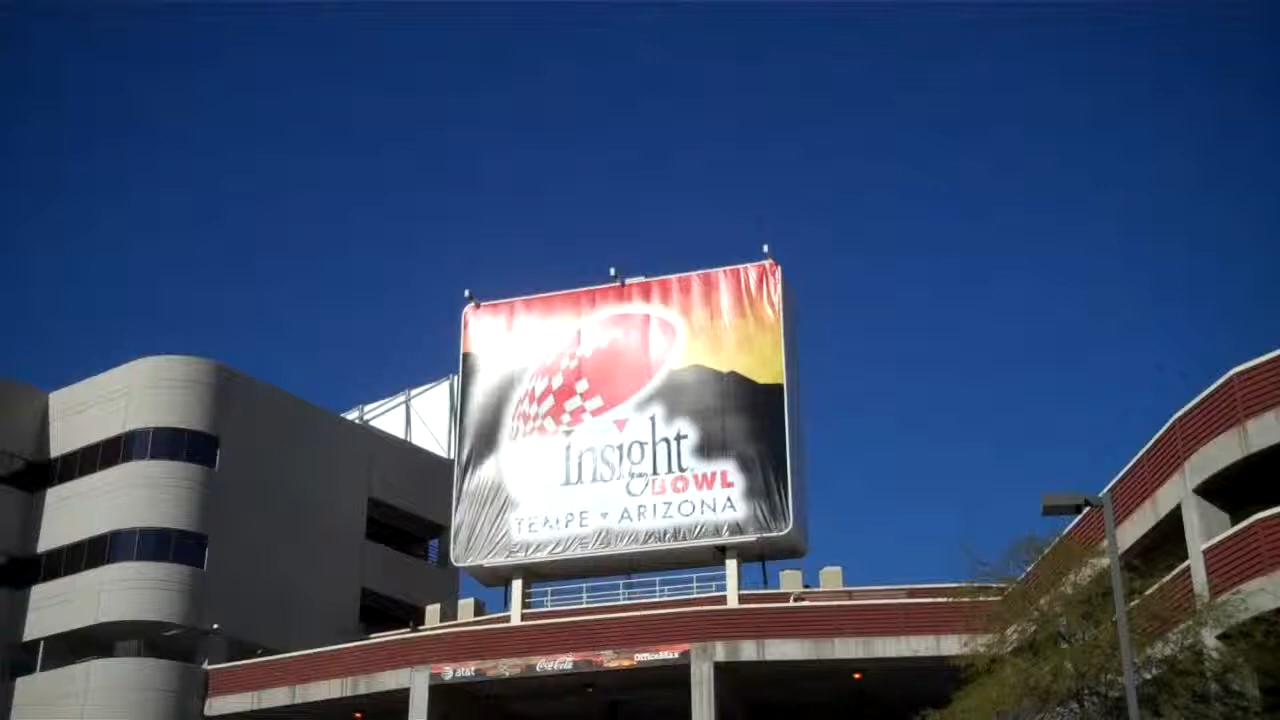 Insight
BOWL
TEMPE ▾ ARIZONA
at&t
Coca-Cola
OfficeMax